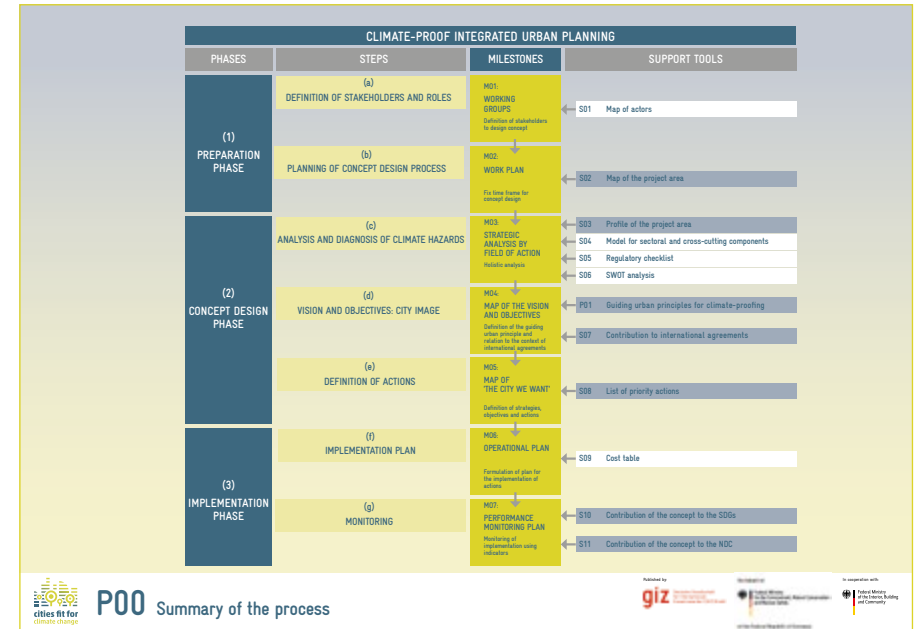 CLIMATE-PROOF INTEGRATED URBAN PLANNING
PHASES
STEPS
MILESTONES
SUPPORT TOOLS
(1)
PREPARATION
PHASE
(a)
DEFINITION OF STAKEHOLDERS AND ROLES
M01:
WORKING
GROUPS
Definition of stakeholders
to design concept
S01 Map of actors
(b)
PLANNING OF CONCEPT DESIGN PROCESS
M02:
WORK PLAN
Fix time frame for
concept design
S02 Map of the project area
(2)
CONCEPT DESIGN
PHASE
(c)
ANALYSIS AND DIAGNOSIS OF CLIMATE HAZARDS
M03:
STRATEGIC
ANALYSIS BY
FIELD OF ACTION
Holistic analysis
S03 Profile of the project area
S04 Model for sectoral and cross-cutting components
S05 Regulatory checklist
S06 SWOT analysis
(d)
VISION AND OBJECTIVES: CITY IMAGE
M04:
MAP OF THE VISION
AND OBJECTIVES
Definition of the guiding
urban principle and
relation to the context of
international agreements
P01 Guiding urban principles for climate-proofing
S07 Contribution to international agreements
(e)
DEFINITION OF ACTIONS
M05:
MAP OF
'THE CITY WE WANT'
Definition of strategies,
objectives and actions
S08 List of priority actions
(3)
IMPLEMENTATION
PHASE
(f)
IMPLEMENTATION PLAN
M06:
OPERATIONAL PLAN
Formulation of plan for
the implementation of
actions
S09 Cost table
(g)
MONITORING
M07:
PERFORMANCE
MONITORING PLAN
Monitoring of
implementation using
indicators
S10 Contribution of the concept to the SDGs
S11 Contribution of the concept to the NDC
cities fit for
climate change
P00 Summary of the process
Published by
giz
In cooperation with:
Federal Ministry
of the Interior, Building
and Community